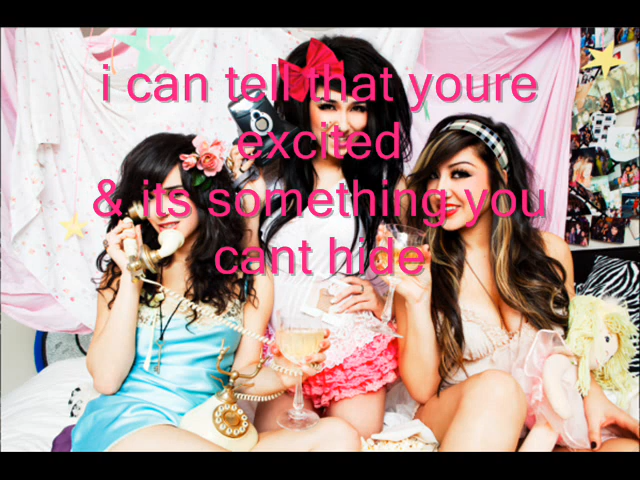 i can tell that youre
excited
& its something you
cant hide